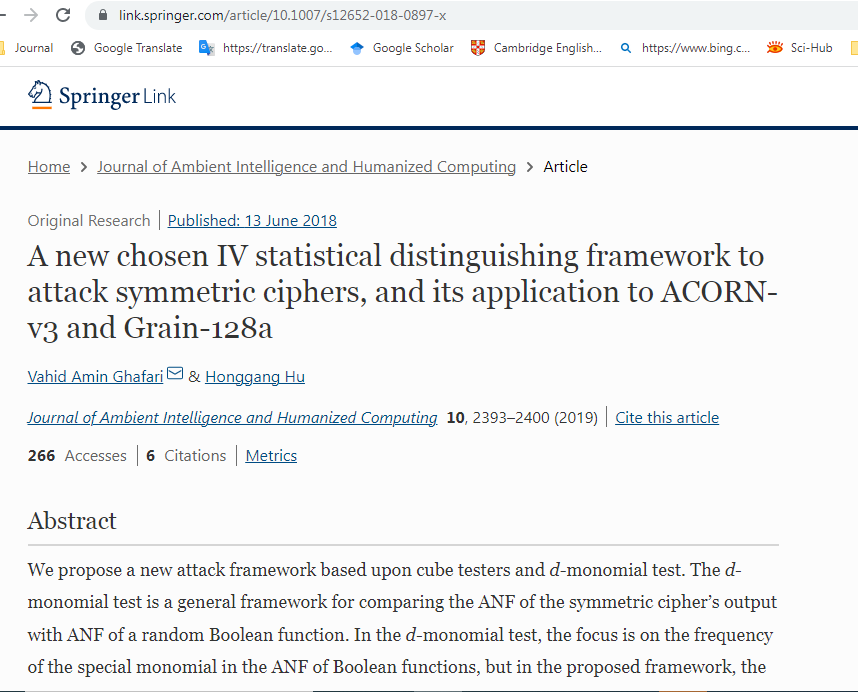 link.springer.com/article/10.1007/s12652-018-0897-x
Journal Google Translate https://translate.go... Google Scholar Cambridge English... https://www.bing.c... Sci-Hub
Springer Link
Home > Journal of Ambient Intelligence and Humanized Computing > Article
Original Research | Published: 13 June 2018
A new chosen IV statistical distinguishing framework to
attack symmetric ciphers, and its application to ACORN-
v3 and Grain-128a
Vahid Amin Ghafari & Honggang Hu
Journal of Ambient Intelligence and Humanized Computing 10, 2393–2400 (2019) | Cite this article
266 Accesses | 6 Citations | Metrics
Abstract
We propose a new attack framework based upon cube testers and d-monomial test. The d-
monomial test is a general framework for comparing the ANF of the symmetric cipher’s output
with ANF of a random Boolean function. In the d-monomial test, the focus is on the frequency
of the special monomial in the ANF of Boolean functions, but in the proposed framework, the